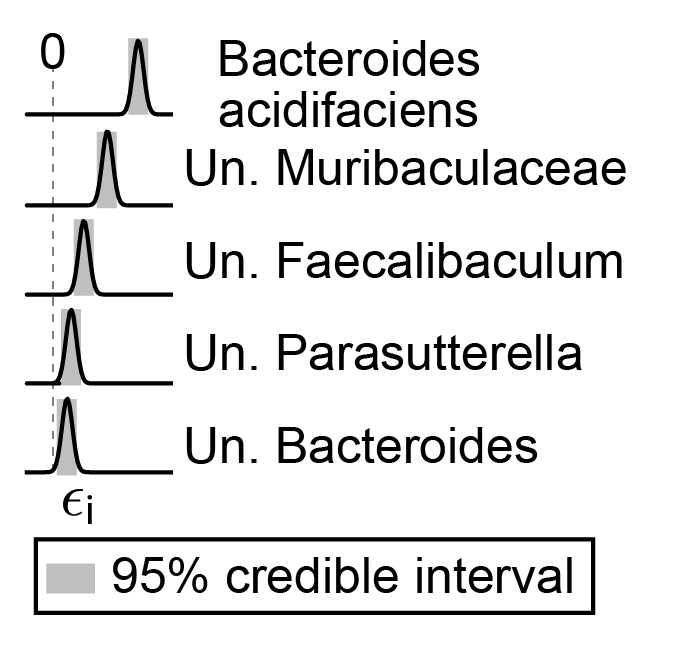 0
Bacteroides
acidifaciens
Un. Muribaculaceae
Un. Faecalibaculum
Un. Parasutterella
Un. Bacteroides
ϵi
95% credible interval